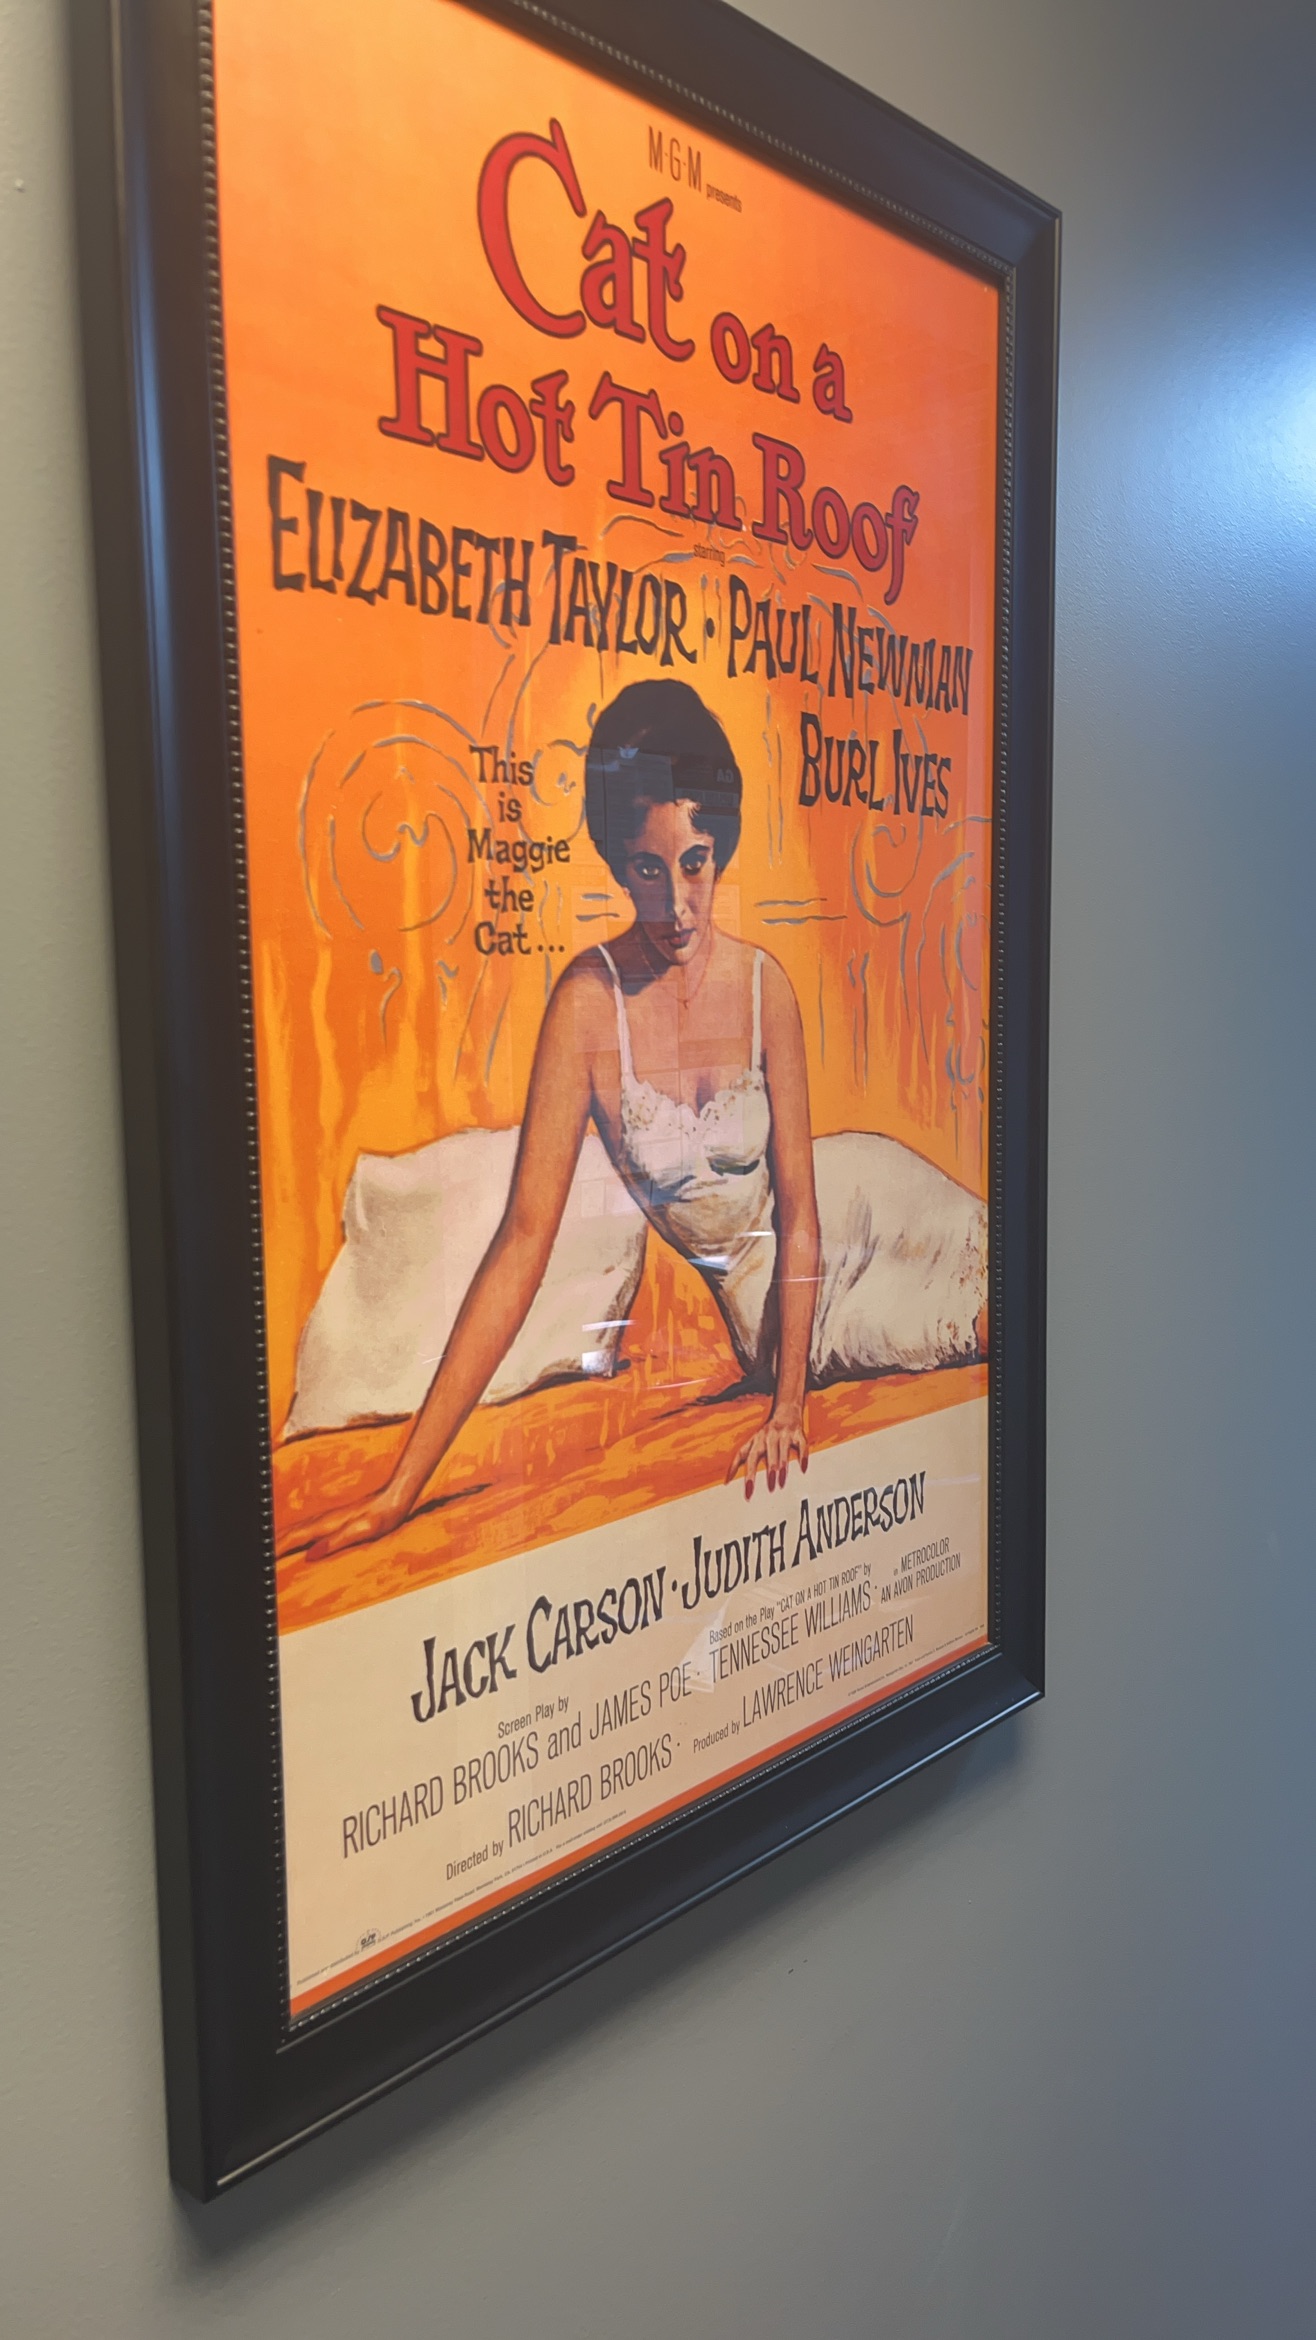 M-G-M presents
Cat on a
Hot Tin Roof
starring
ELIZABETH TAYLOR · PAUL NEWMAN
BURL IVES
This
is
Maggie
the
Cat...
JACK CARSON · JUDITH ANDERSON
Screen Play by
RICHARD BROOKS and JAMES POE ·
Based on the Play "CAT ON A HOT TIN ROOF" by
TENNESSEE WILLIAMS ·
in METROCOLOR
AN AVON PRODUCTION
Directed by RICHARD BROOKS · Produced by LAWRENCE WEINGARTEN